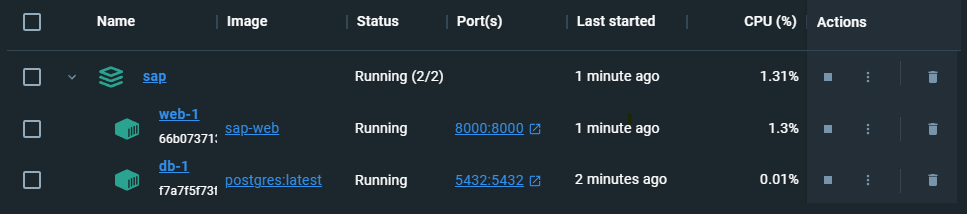 Name Image Status Port(s) Last started CPU (%) Actions
sap Running (2/2) 1 minute ago 1.31%
web-1
66b073713 sap-web Running 8000:8000 1 minute ago 1.3%
db-1
f7a7f5f73f postgres:latest Running 5432:5432 2 minutes ago 0.01%